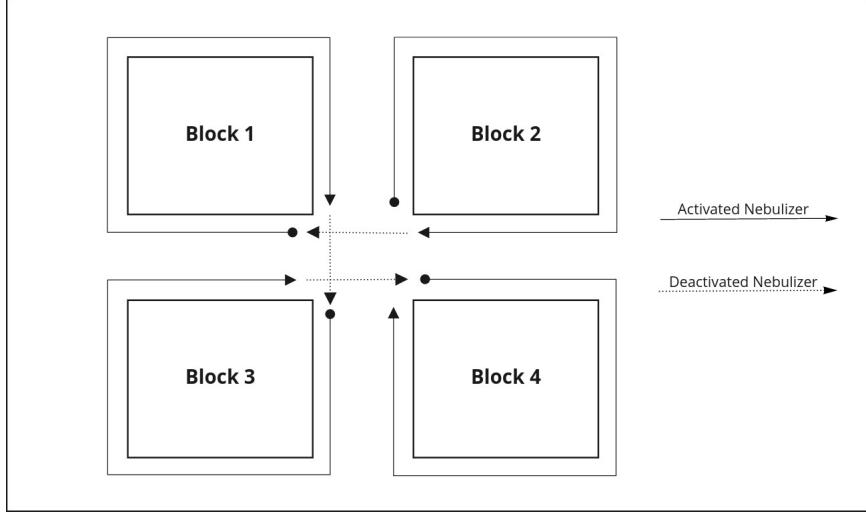 Block 1
Block 2
Activated Nebulizer
Deactivated Nebulizer
Block 3
Block 4